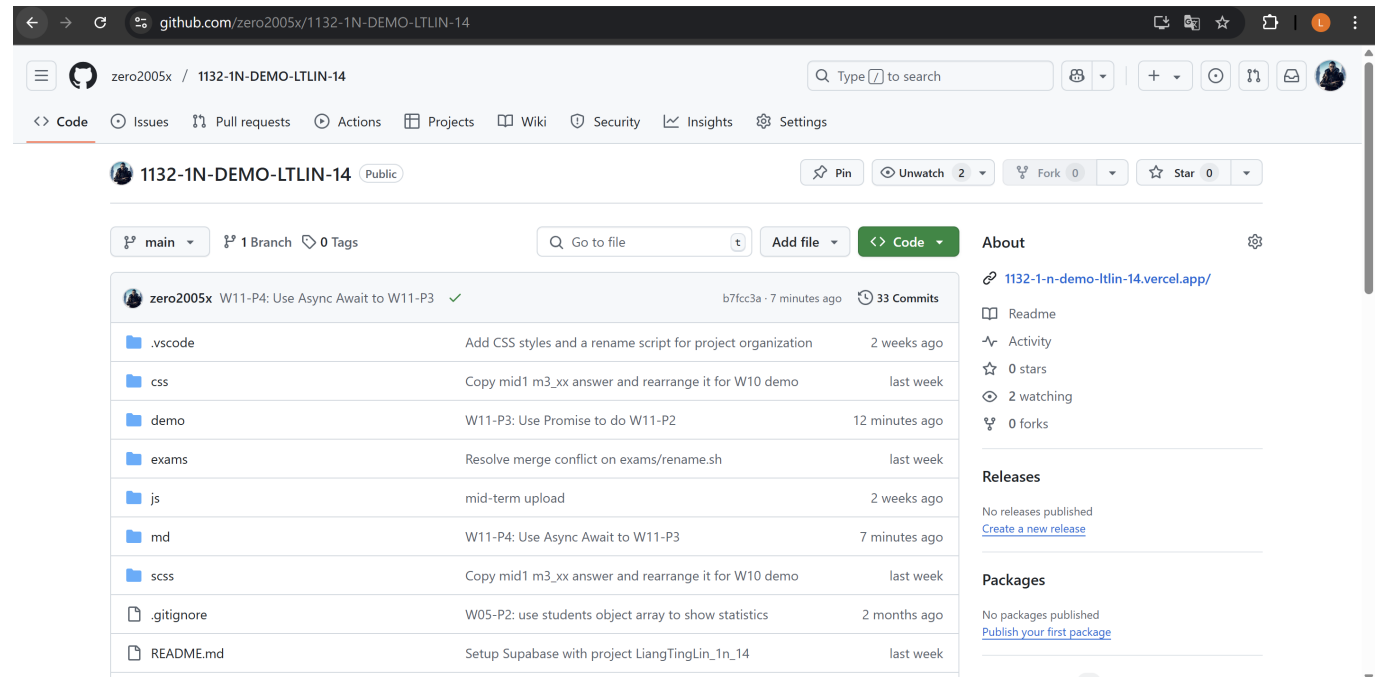 github.com/zero2005x/1132-1N-DEMO-LTLIN-14
L
zero2005x / 1132-1N-DEMO-LTLIN-14
Type / to search
Code Issues Pull requests Actions Projects Wiki Security Insights Settings
1132-1N-DEMO-LTLIN-14 Public
Pin Unwatch 2 Fork 0 Star 0
main 1 Branch 0 Tags Go to file t Add file Code
zero2005x W11-P4: Use Async Await to W11-P3 b7fcc3a · 7 minutes ago 33 Commits
.vscode Add CSS styles and a rename script for project organization 2 weeks ago
css Copy mid1 m3_xx answer and rearrange it for W10 demo last week
demo W11-P3: Use Promise to do W11-P2 12 minutes ago
exams Resolve merge conflict on exams/rename.sh last week
js mid-term upload 2 weeks ago
md W11-P4: Use Async Await to W11-P3 7 minutes ago
scss Copy mid1 m3_xx answer and rearrange it for W10 demo last week
.gitignore W05-P2: use students object array to show statistics 2 months ago
README.md Setup Supabase with project LiangTingLin_1n_14 last week
About
1132-1-n-demo-ltlin-14.vercel.app/
Readme
Activity
0 stars
2 watching
0 forks
Releases
No releases published
Create a new release
Packages
No packages published
Publish your first package